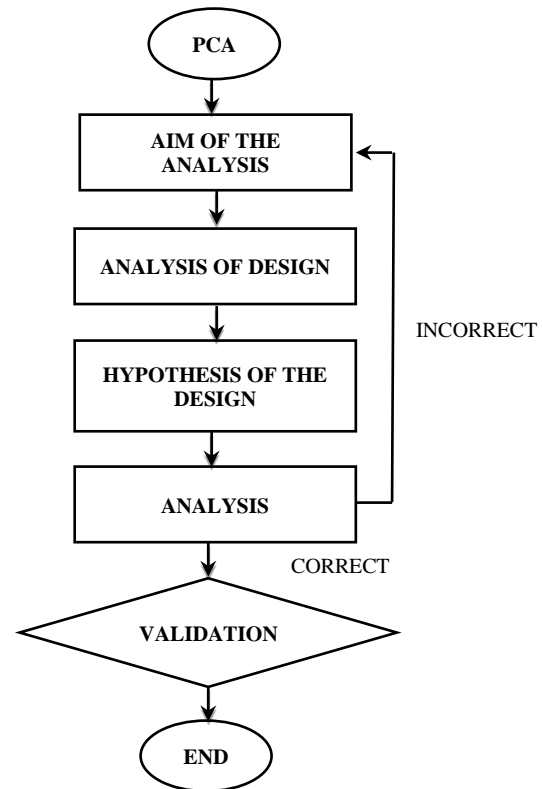 PCA
AIM OF THE
ANALYSIS
ANALYSIS OF DESIGN
INCORRECT
HYPOTHESIS OF THE
DESIGN
ANALYSIS
CORRECT
VALIDATION
END